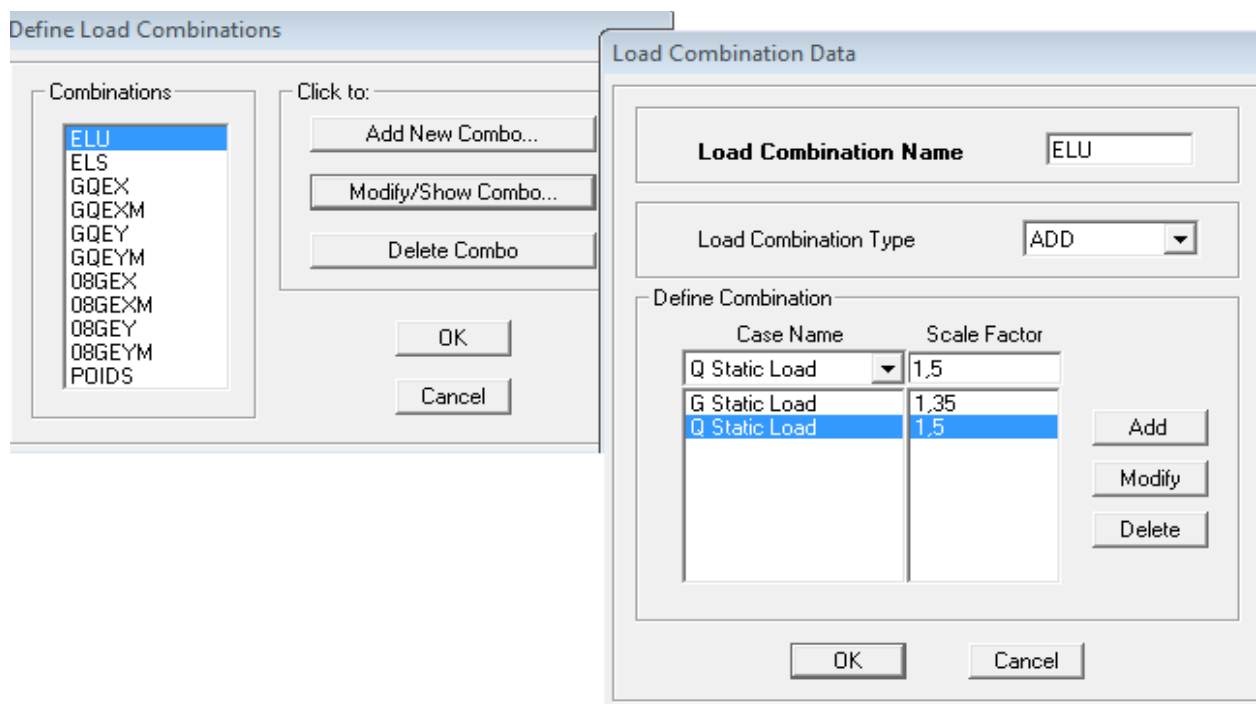 Define Load Combinations
Combinations
ELU
ELS
GQEX
GQEXM
GQEY
GQEYM
08GEX
08GEXM
08GEY
08GEYM
POIDS
Click to:
Add New Combo...
Modify/Show Combo...
Delete Combo
OK
Cancel
Load Combination Data
Load Combination Name ELU
Load Combination Type ADD
Define Combination
Case Name Scale Factor
Q Static Load 1,5
G Static Load 1,35
Q Static Load 1,5
Add
Modify
Delete
OK Cancel